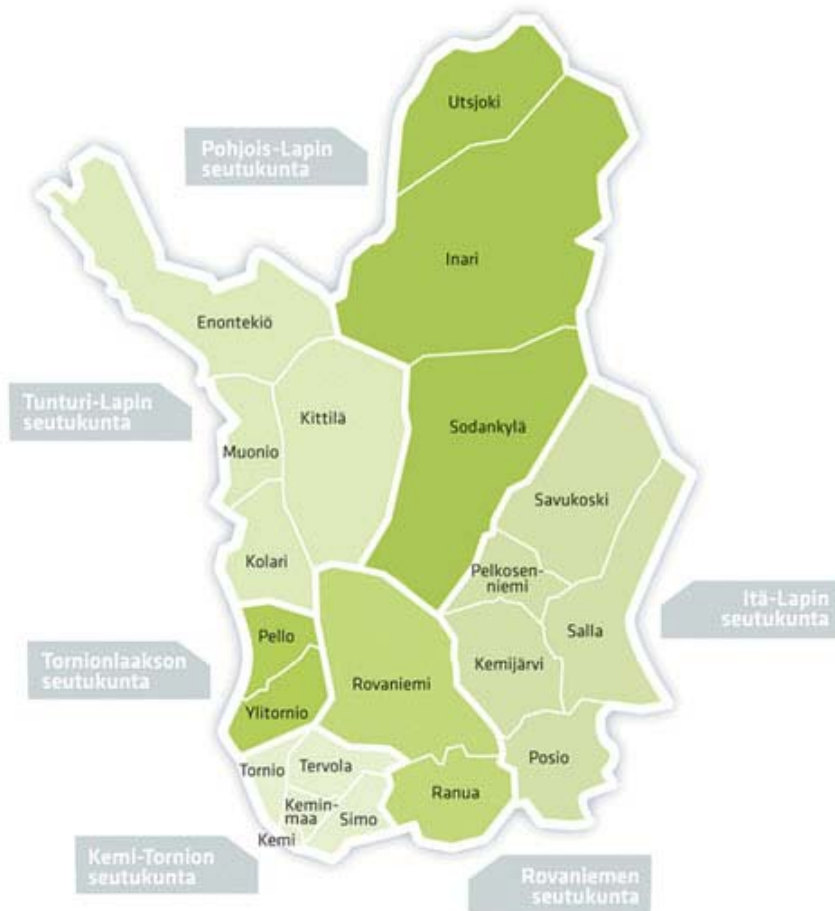 Utsjoki
Pohjois-Lapin
seutukunta
Inari
Enontekiö
Tunturi-Lapin
seutukunta
Kittilä
Sodankylä
Muonio
Savukoski
Kolari
Pelkosen-
niemi
Itä-Lapin
seutukunta
Pello
Salla
Tornionlaakson
seutukunta
Kemijärvi
Rovaniemi
Ylitornio
Posio
Tornio
Tervola
Ranua
Kemin-
maa
Simo
Kemi
Kemi-Tornion
seutukunta
Rovaniemen
seutukunta